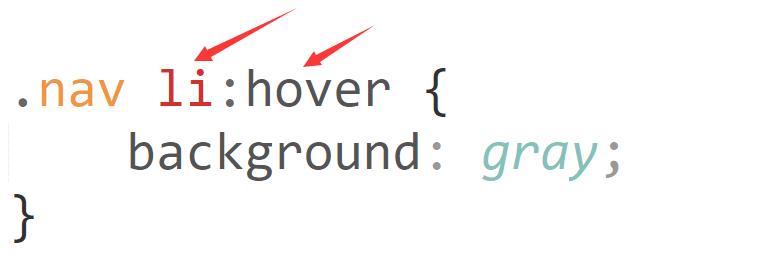 .nav li:hover {
    background: gray;
}